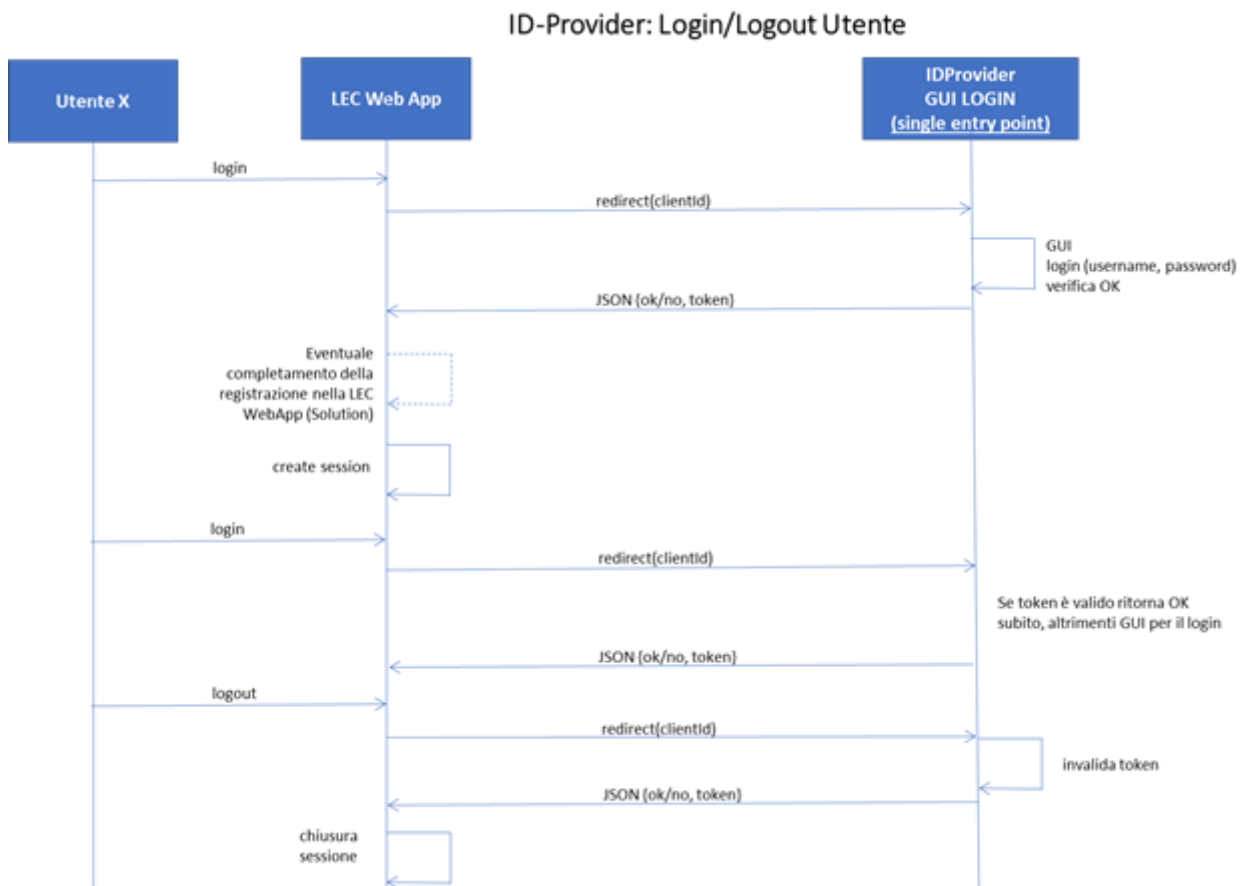 ID-Provider: Login/Logout Utente
Utente X
LEC Web App
IDProvider
GUI LOGIN
(single entry point)
login
redirect(clientId)
GUI
login (username, password)
verifica OK
JSON {ok/no, token}
Eventuale
completamento della
registrazione nella LEC
WebApp (Solution)
create session
login
redirect(clientId)
Se token è valido ritorna OK
subito, altrimenti GUI per il login
JSON {ok/no, token}
logout
redirect(clientId)
invalida token
JSON {ok/no, token}
chiusura
sessione